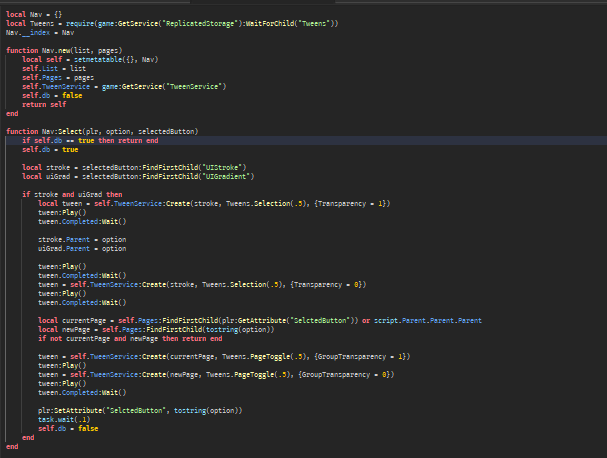 local Nav = {}
local Tweens = require(game:GetService("ReplicatedStorage"):WaitForChild("Tweens"))
Nav.__index = Nav
function Nav.new(list, pages)
local self = setmetatable({}, Nav)
self.List = list
self.Pages = pages
self.TweenService = game:GetService("TweenService")
self.db = false
return self
end
function Nav:Select(plr, option, selectedButton)
if self.db == true then return end
self.db = true
local stroke = selectedButton:FindFirstChild("UIStroke")
local uiGrad = selectedButton:FindFirstChild("UIGradient")
if stroke and uiGrad then
local tween = self.TweenService:Create(stroke, Tweens.Selection(.5), {Transparency = 1})
tween:Play()
tween.Completed:Wait()
stroke.Parent = option
uiGrad.Parent = option
tween:Play()
tween.Completed:Wait()
tween = self.TweenService:Create(stroke, Tweens.Selection(.5), {Transparency = 0})
tween:Play()
tween.Completed:Wait()
local currentPage = self.Pages:FindFirstChild(plr:GetAttribute("SelctedButton")) or script.Parent.Parent.Parent
local newPage = self.Pages:FindFirstChild(tostring(option))
if not currentPage and newPage then return end
tween = self.TweenService:Create(currentPage, Tweens.PageToggle(.5), {GroupTransparency = 1})
tween:Play()
tween = self.TweenService:Create(newPage, Tweens.PageToggle(.5), {GroupTransparency = 0})
tween:Play()
tween.Completed:Wait()
plr:SetAttribute("SelctedButton", tostring(option))
task.wait(.1)
self.db = false
end
end